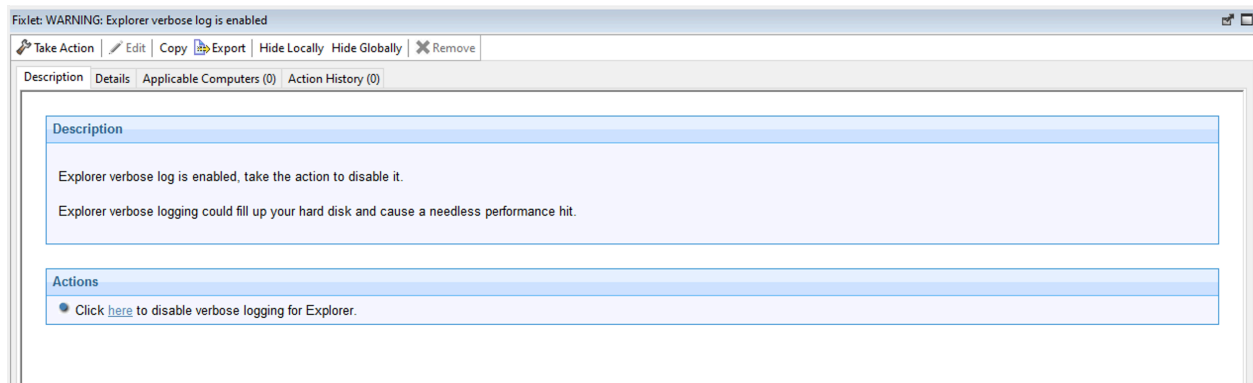 Fixlet: WARNING: Explorer verbose log is enabled
Take Action Edit Copy Export Hide Locally Hide Globally Remove
Description Details Applicable Computers (0) Action History (0)
Description
Explorer verbose log is enabled, take the action to disable it.
Explorer verbose logging could fill up your hard disk and cause a needless performance hit.
Actions
Click here to disable verbose logging for Explorer.